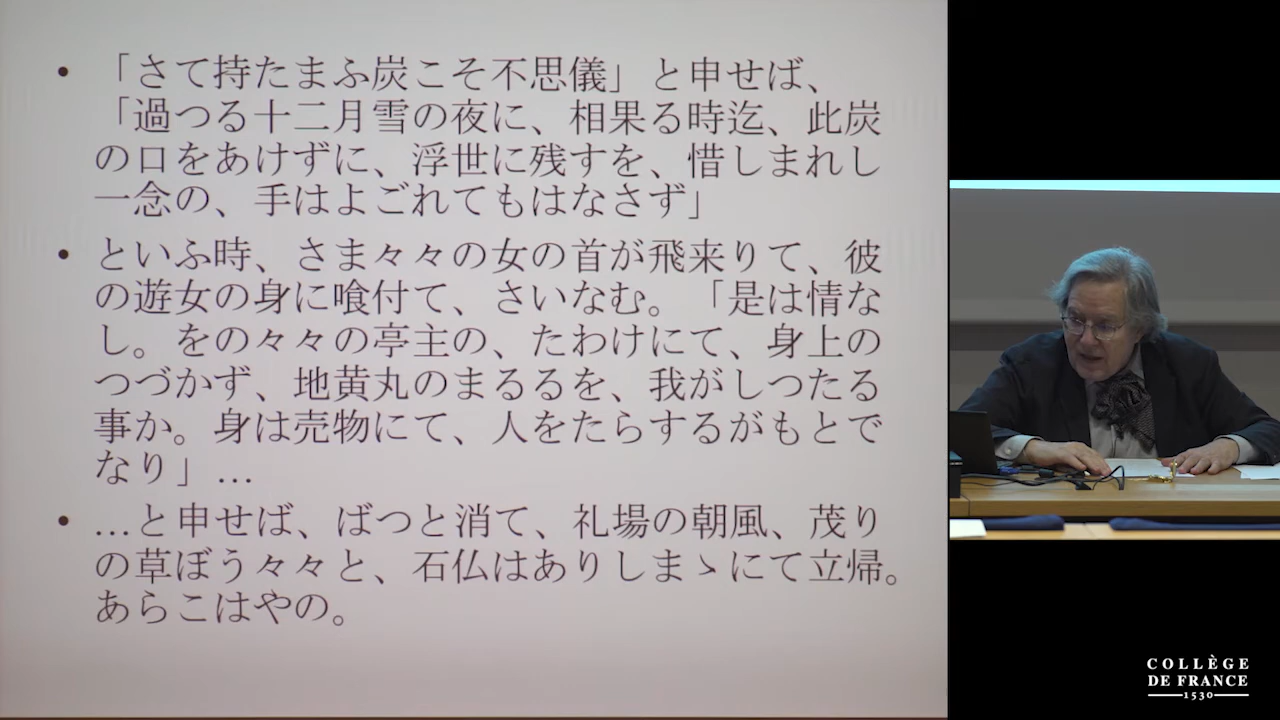 • 「さて持たまふ炭こそ不思儀」と申せば、
「過つる十二月雪の夜に、相果る時迄、此炭
の口をあけずに、浮世に残すを、惜しまれし
一念の、手はよごれてもはなさず」
• といふ時、さま々々の女の首が飛来りて、彼
の遊女の身に喰付て、さいなむ。「是は情な
し。をの々々の亭主の、たわけにて、身上の
つづかず、地黄丸のまるるを、我がしつたる
事か。身は売物にて、人をたらするがもとで
なり」…
• …と申せば、ばつと消て、礼場の朝風、茂り
の草ぼう々々と、石仏はありしまゝにて立帰。
あらこはやの。
COLLÈGE
DE FRANCE
1530